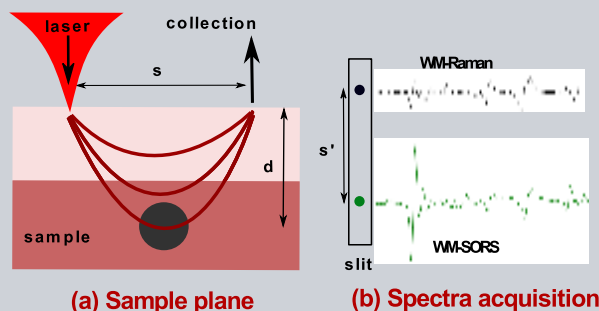 laser
collection
s
d
sample
(a) Sample plane
WM-Raman
s'
WM-SORS
slit
(b) Spectra acquisition